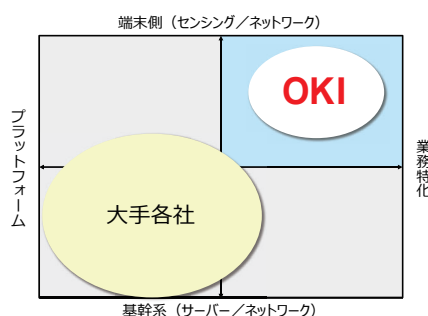 端末側（センシング／ネットワーク）
OKI
プラットフォーム
業務特化
大手各社
基幹系（サーバー／ネットワーク）